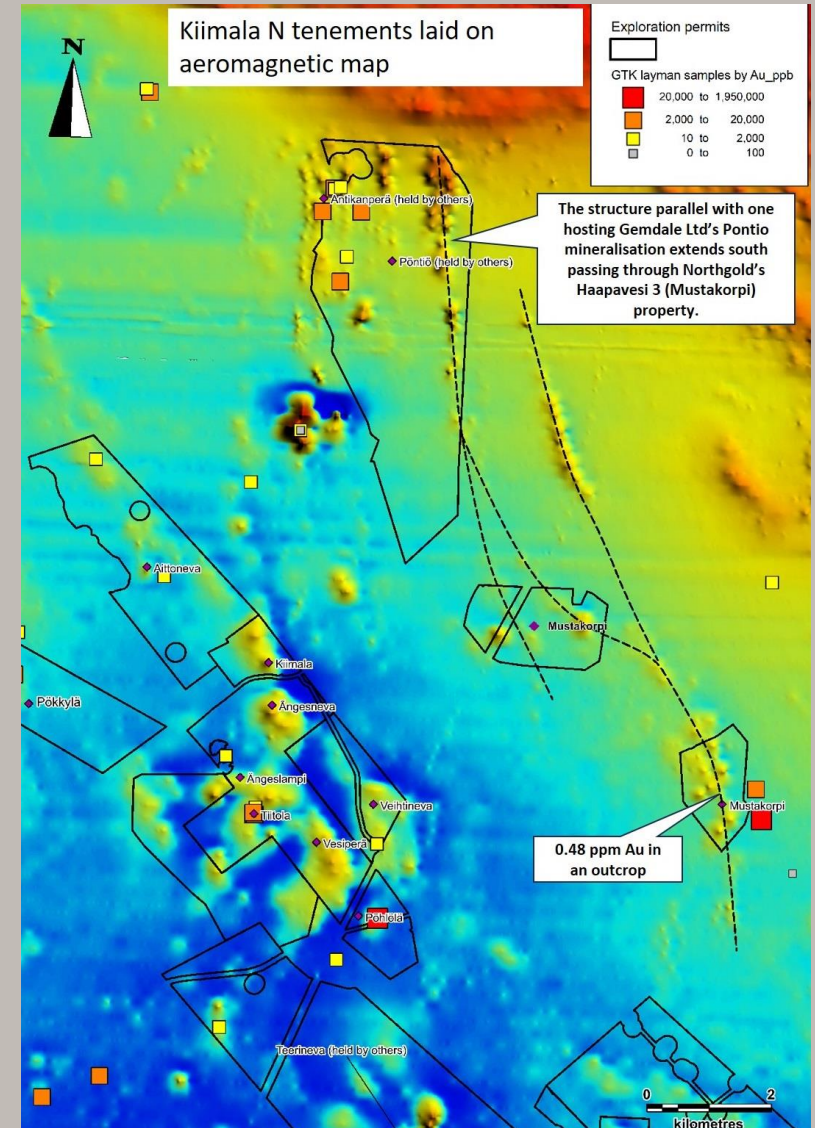 Kiimala N tenements laid on
aeromagnetic map
N
Exploration permits
GTK layman samples by Au_ppb
20,000 to 1,950,000
2,000 to 20,000
10 to 2,000
0 to 100
Antikanperä (held by others)
Pöntiö (held by others)
The structure parallel with one
hosting Gemdale Ltd's Pontio
mineralisation extends south
passing through Northgold's
Haapavesi 3 (Mustakorpi)
property.
Aittoneva
Mustakorpi
Kiimala
Pökkylä
Ängesneva
Ängeslampi
Tiitola
Veihtineva
Mustakorpi
Vesiperä
0.48 ppm Au in
an outcrop
Pohlola
Teerineva (held by others)
0 2
kilometres